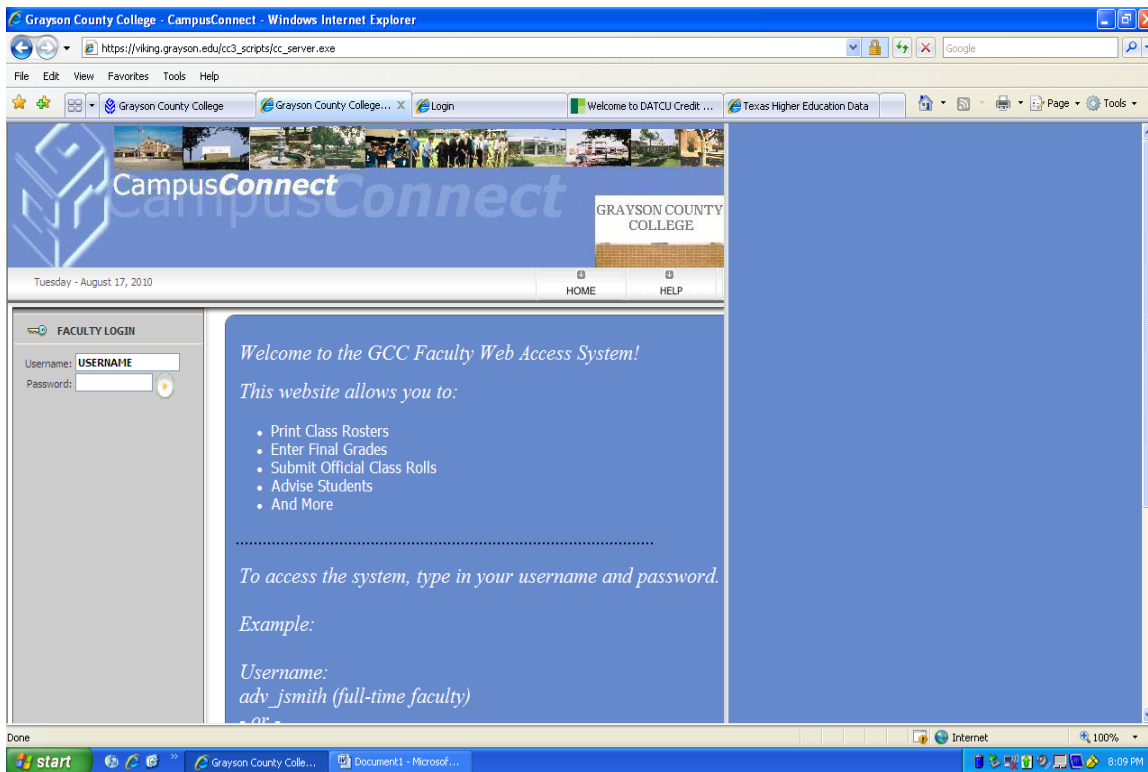 Grayson County College - CampusConnect - Windows Internet Explorer
https://viking.grayson.edu/cc3_scripts/cc_server.exe
Google
File Edit View Favorites Tools Help
Grayson County College
Grayson County College...
Login
Welcome to DATCU Credit ...
Texas Higher Education Data
Page
Tools
CampusConnect
CampusConnect
GRAYSON COUNTY
COLLEGE
Tuesday - August 17, 2010
HOME
HELP
FACULTY LOGIN
Username: USERNAME
Password:
Welcome to the GCC Faculty Web Access System!
This website allows you to:
• Print Class Rosters
• Enter Final Grades
• Submit Official Class Rolls
• Advise Students
• And More
To access the system, type in your username and password.
Example:
Username:
adv_jsmith (full-time faculty)
- or -
Done
Internet
100%
start
Grayson County Colle...
Document1 - Microsof...
8:09 PM